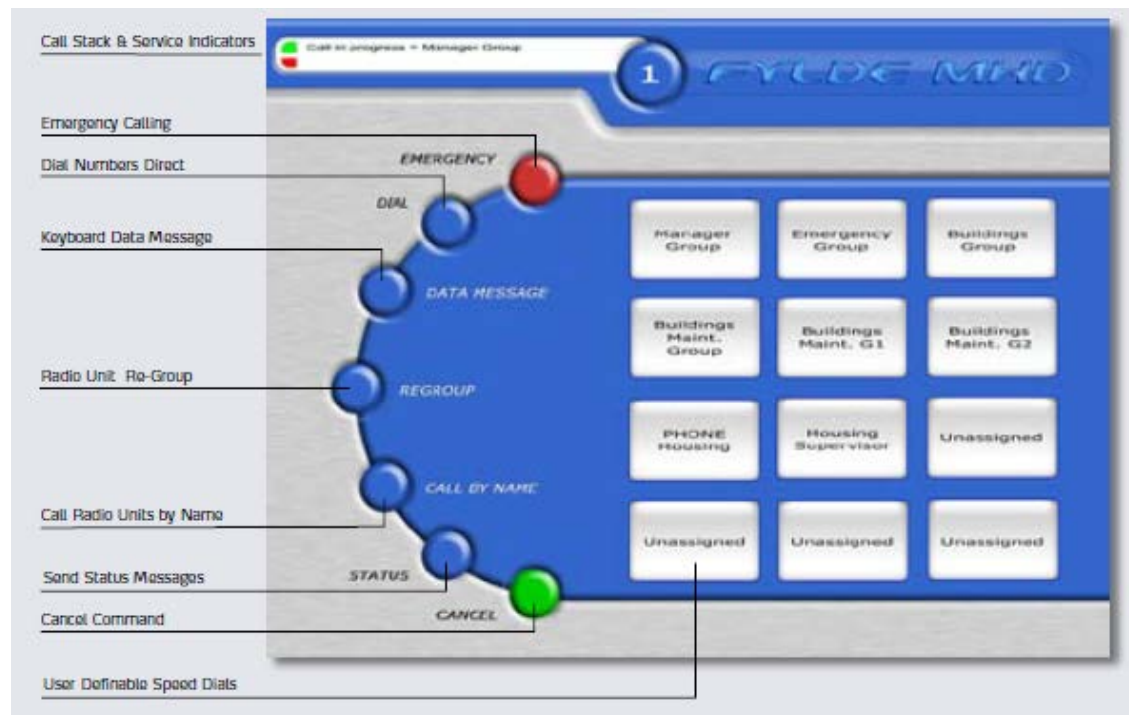 Call Stack & Service Indicators
Call in progress - Manager Group
1
FYLDE MHD
Emergency Calling
Dial Numbers Direct
Keyboard Data Message
Radio Unit Re-Group
Call Radio Units by Name
Send Status Messages
Cancel Command
User Definable Speed Dials
EMERGENCY
DIAL
DATA MESSAGE
REGROUP
CALL BY NAME
STATUS
CANCEL
Manager
Group
Emergency
Group
Buildings
Group
Buildings
Maint.
Group
Buildings
Maint. G1
Buildings
Maint. G2
PHONE
Housing
Housing
Supervisor
Unassigned
Unassigned
Unassigned
Unassigned